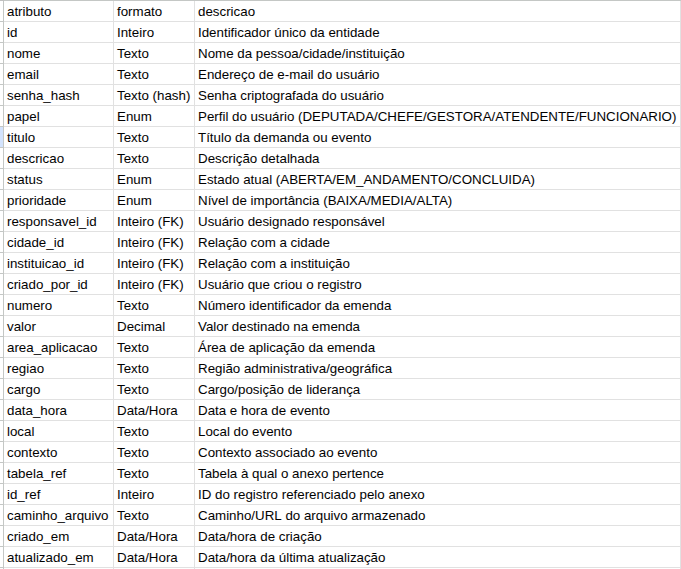 atributo formato descricao
id Inteiro Identificador único da entidade
nome Texto Nome da pessoa/cidade/instituição
email Texto Endereço de e-mail do usuário
senha_hash Texto (hash) Senha criptografada do usuário
papel Enum Perfil do usuário (DEPUTADA/CHEFE/GESTORA/ATENDENTE/FUNCIONARIO)
titulo Texto Título da demanda ou evento
descricao Texto Descrição detalhada
status Enum Estado atual (ABERTA/EM_ANDAMENTO/CONCLUIDA)
prioridade Enum Nível de importância (BAIXA/MEDIA/ALTA)
responsavel_id Inteiro (FK) Usuário designado responsável
cidade_id Inteiro (FK) Relação com a cidade
instituicao_id Inteiro (FK) Relação com a instituição
criado_por_id Inteiro (FK) Usuário que criou o registro
numero Texto Número identificador da emenda
valor Decimal Valor destinado na emenda
area_aplicacao Texto Área de aplicação da emenda
regiao Texto Região administrativa/geográfica
cargo Texto Cargo/posição de liderança
data_hora Data/Hora Data e hora de evento
local Texto Local do evento
contexto Texto Contexto associado ao evento
tabela_ref Texto Tabela à qual o anexo pertence
id_ref Inteiro ID do registro referenciado pelo anexo
caminho_arquivo Texto Caminho/URL do arquivo armazenado
criado_em Data/Hora Data/hora de criação
atualizado_em Data/Hora Data/hora da última atualização